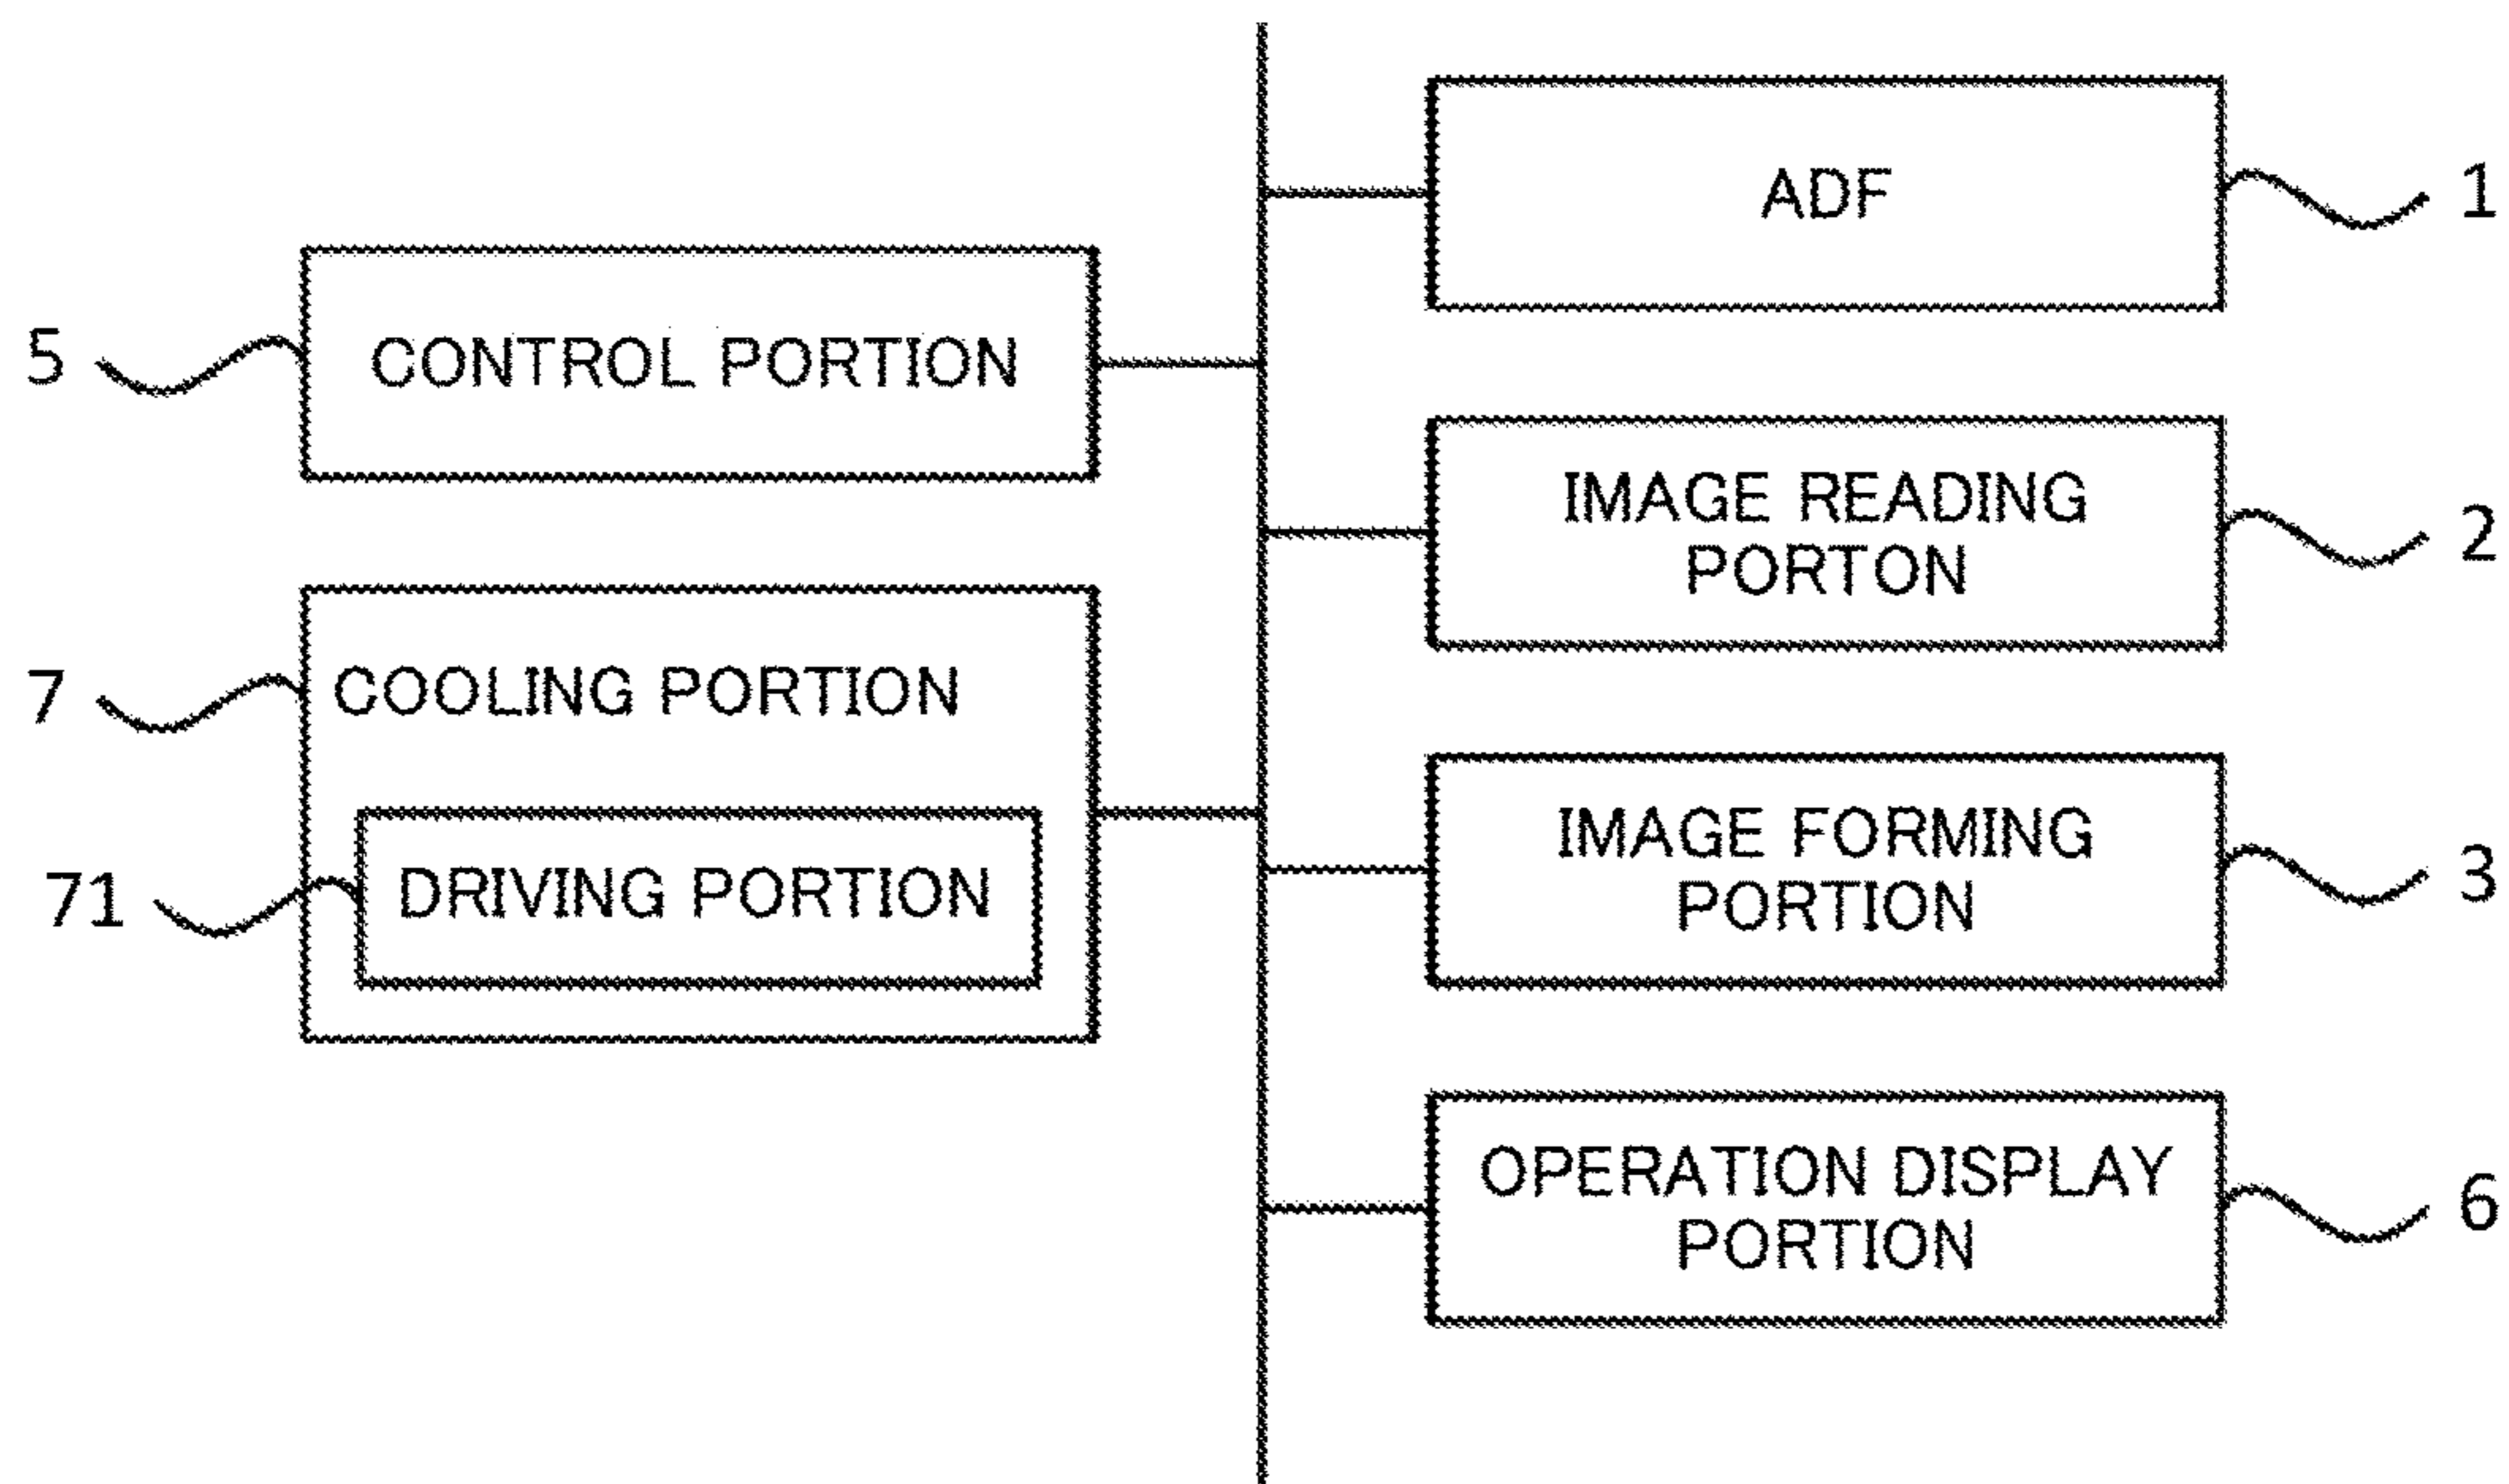 ADF
1
5
CONTROL PORTION
IMAGE READING
PORTON
2
7
COOLING PORTION
IMAGE FORMING
PORTION
3
71
DRIVING PORTION
OPERATION DISPLAY
PORTION
6